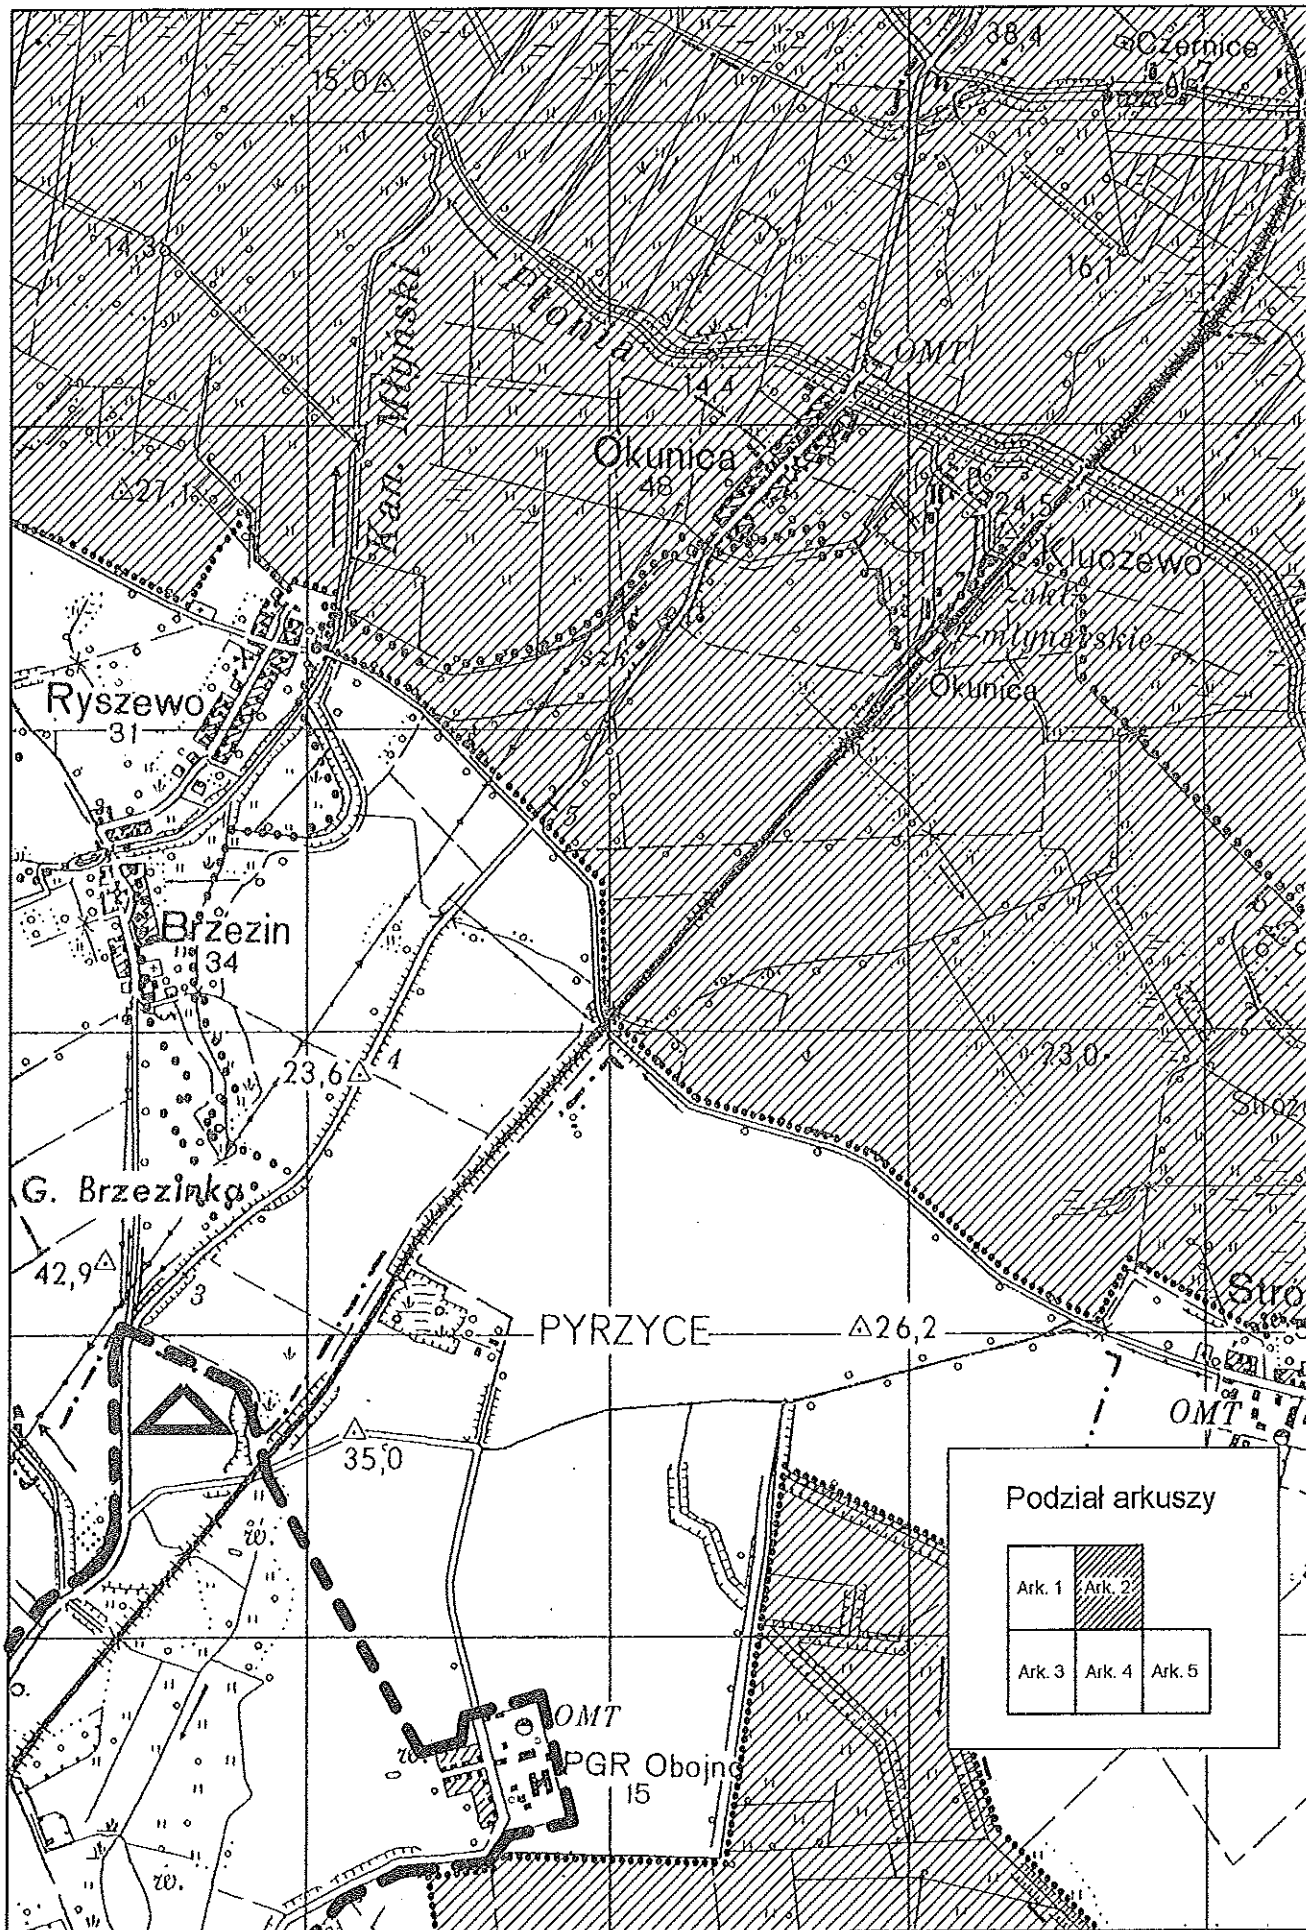 38,4
Czernice
15,0
14,3
16,1
Płonia
Kan. Młyński
OMT
14,4
Okunica
48
27,1
24,5
Kluczewo
zakł.
młynarskie
szk.
Okunica
Ryszewo
31
5
Brzezin
34
23,6
4
23,0
G. Brzezinka
42,9
3
PYRZYCE
26,2
Stró
OMT
35,0
w.
Podział arkuszy
Ark. 1
Ark. 2
Ark. 3
Ark. 4
Ark. 5
OMT
w.
PGR Obojno
15
w.